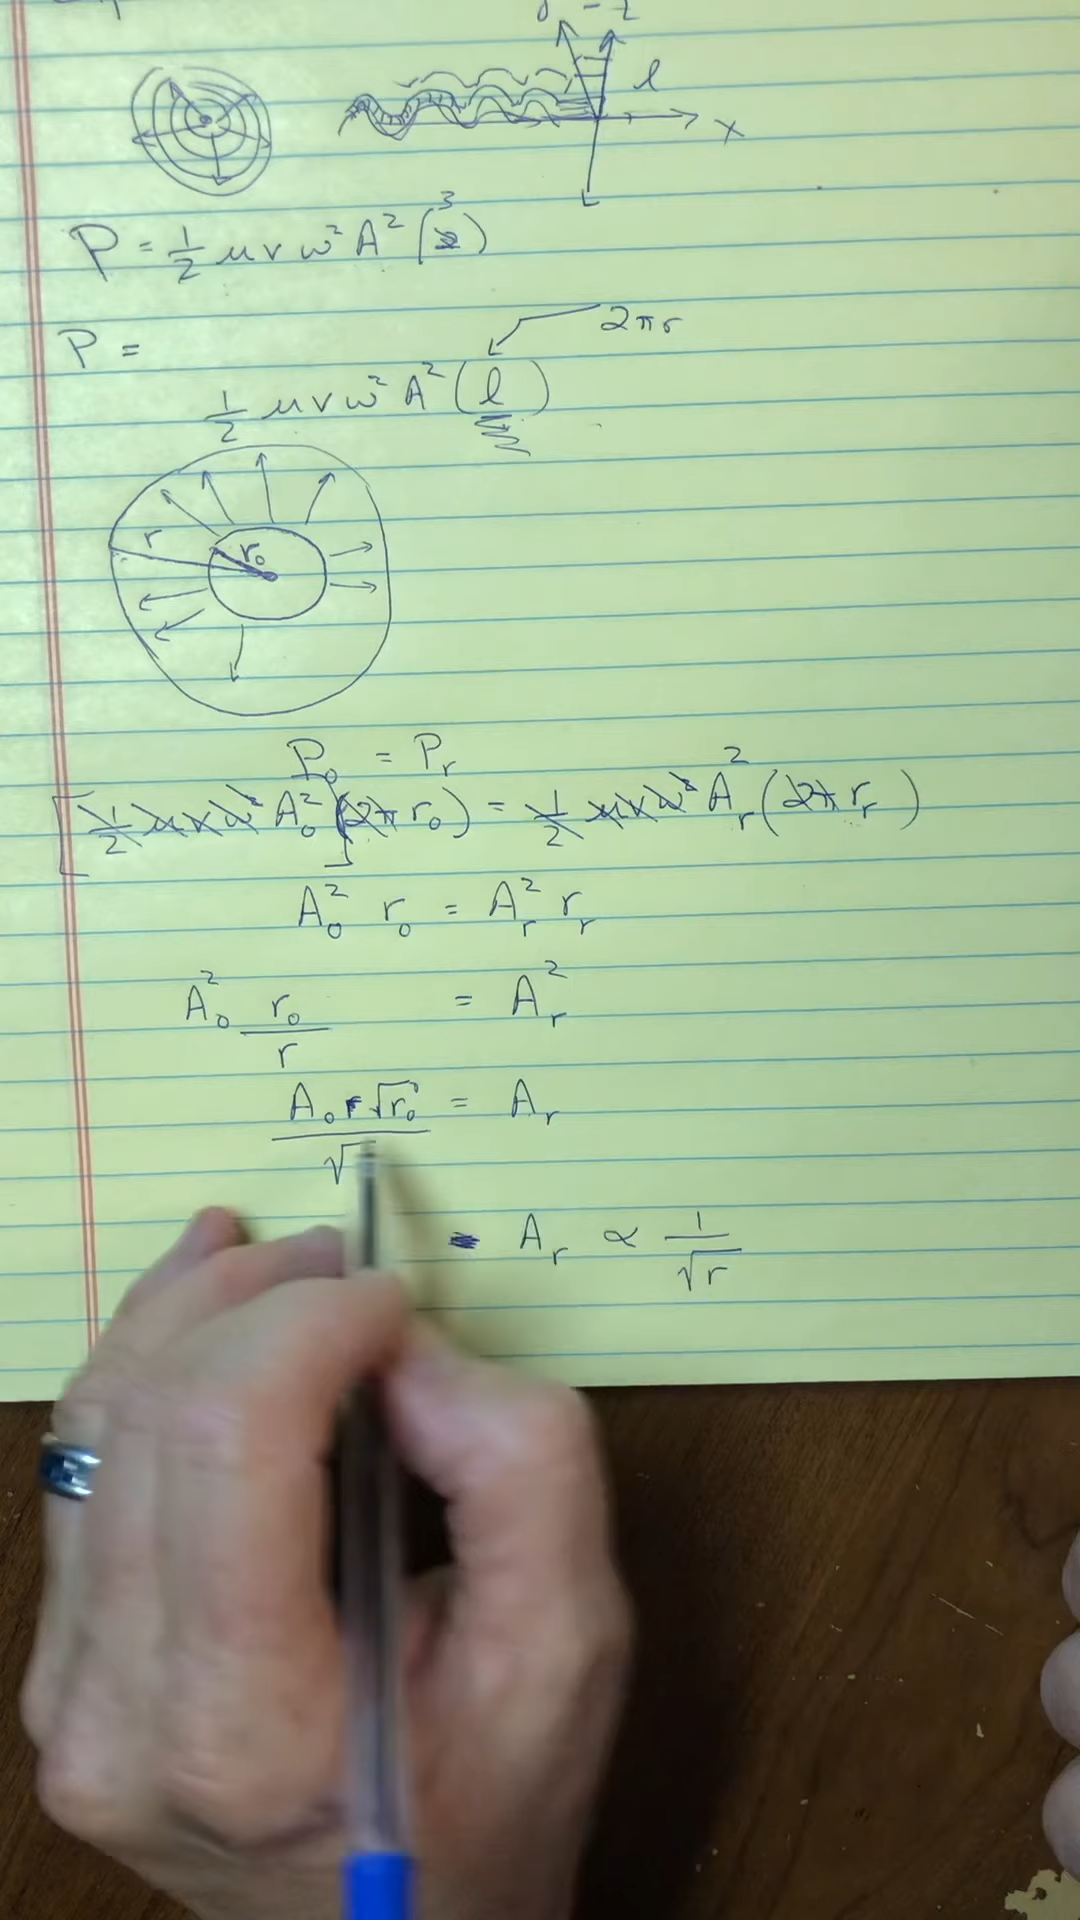 l
x
P = 1/2 μ v ω² A² (3)
2πr
P =
1/2 μ v ω² A² (l)
r
r₀
P₀ = Pᵣ
[1/2 μ v ω² A₀²](2π r₀) = 1/2 μ v ω² Aᵣ² (2π rᵣ)
A₀² r₀ = Aᵣ² rᵣ
A₀² r₀/r = Aᵣ²
A₀ √r₀ / √ = Aᵣ
Aᵣ ∝ 1/√r